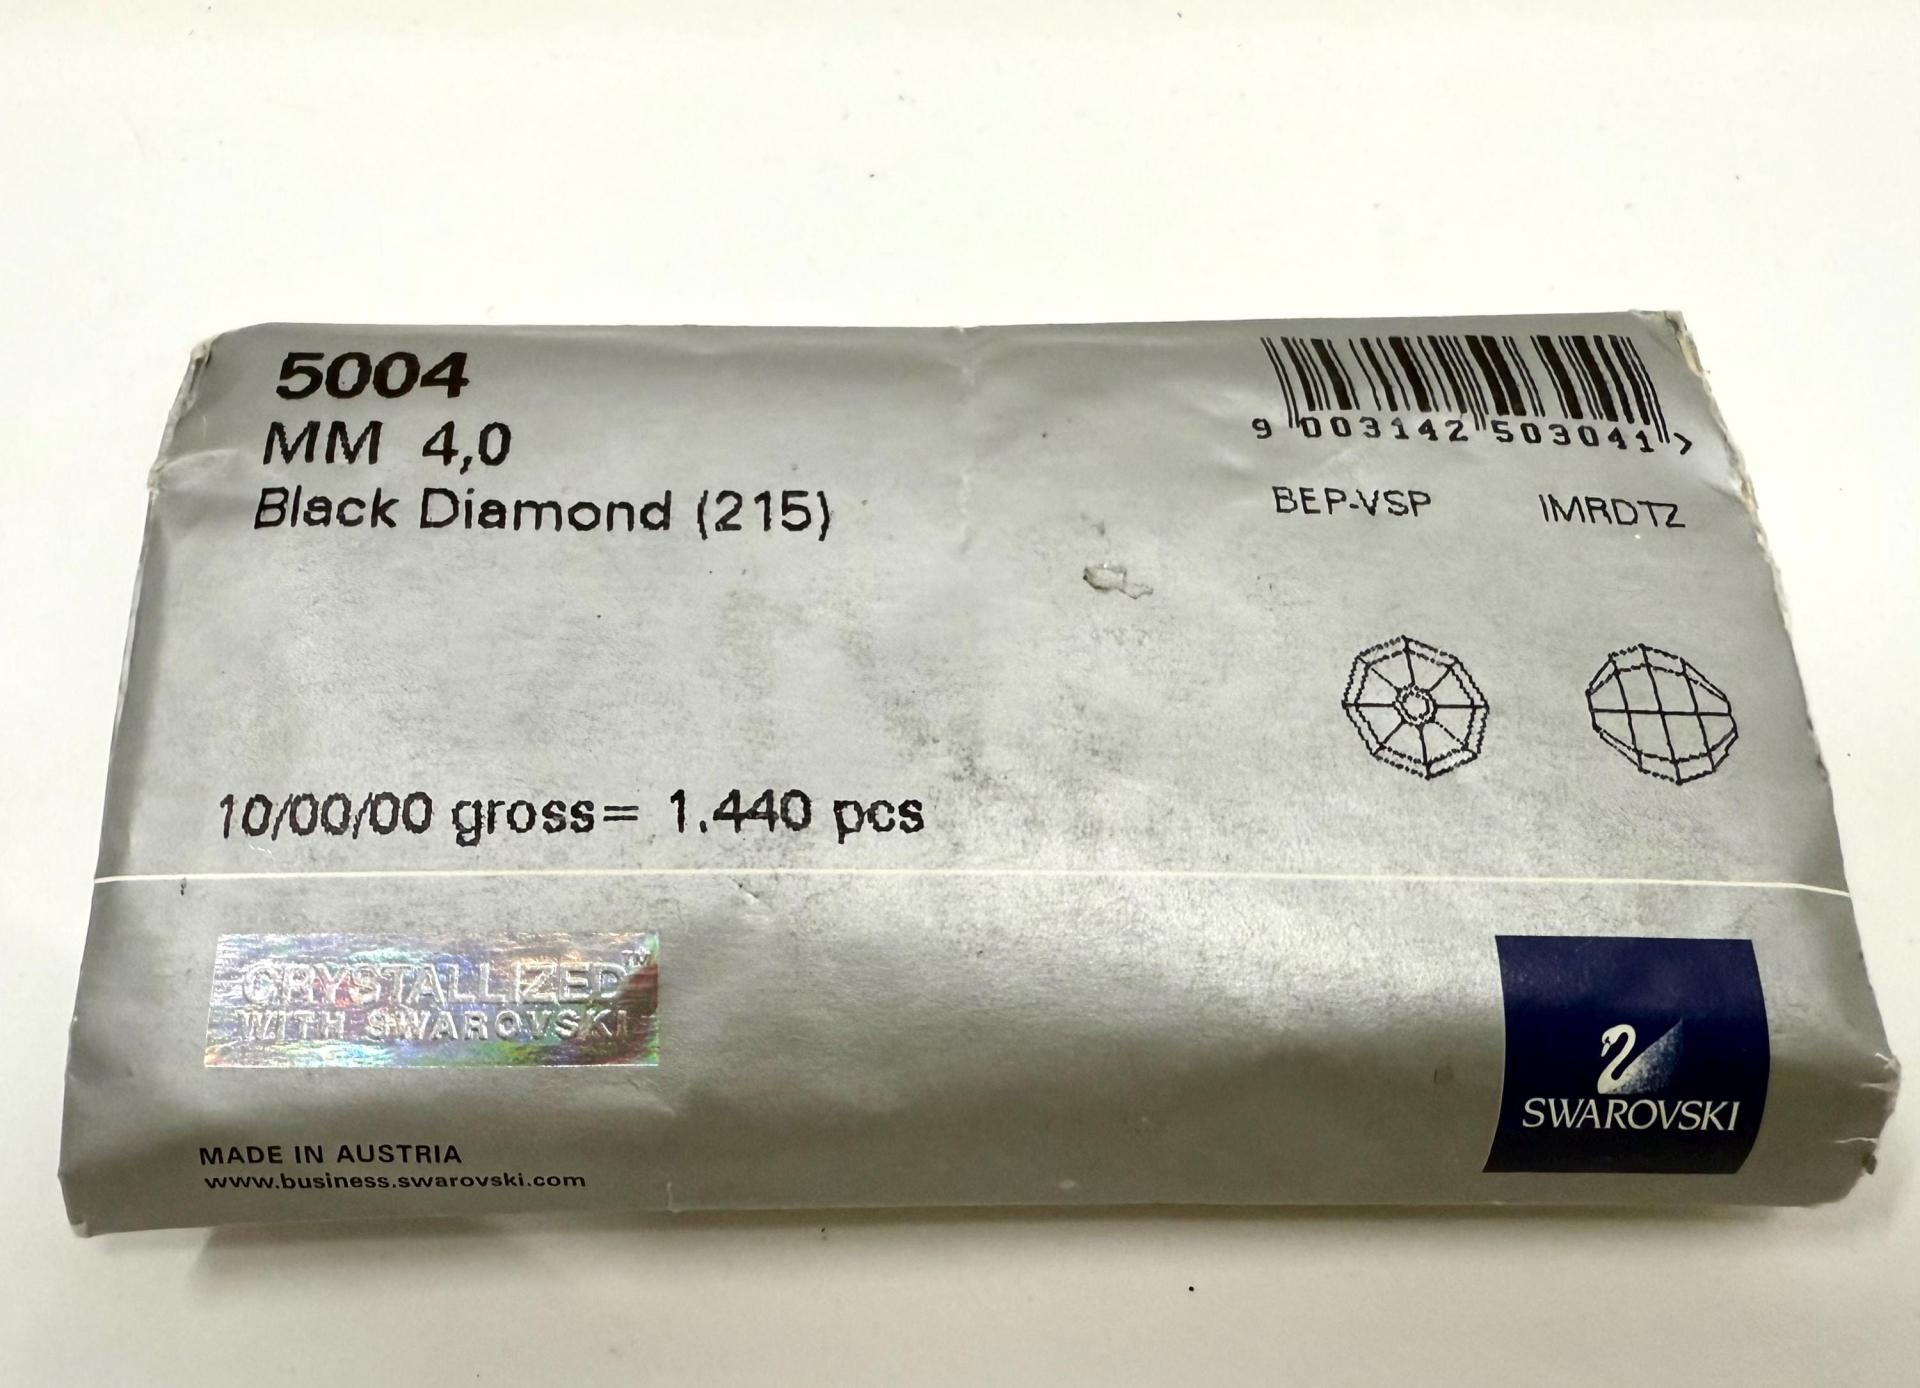 5004
MM 4,0
Black Diamond (215)
9 003142 503041 >
BEP-VSP IMRDTZ
10/00/00 gross= 1.440 pcs
CRYSTALLIZED™
WITH SWAROVSKI
SWAROVSKI
MADE IN AUSTRIA
www.business.swarovski.com